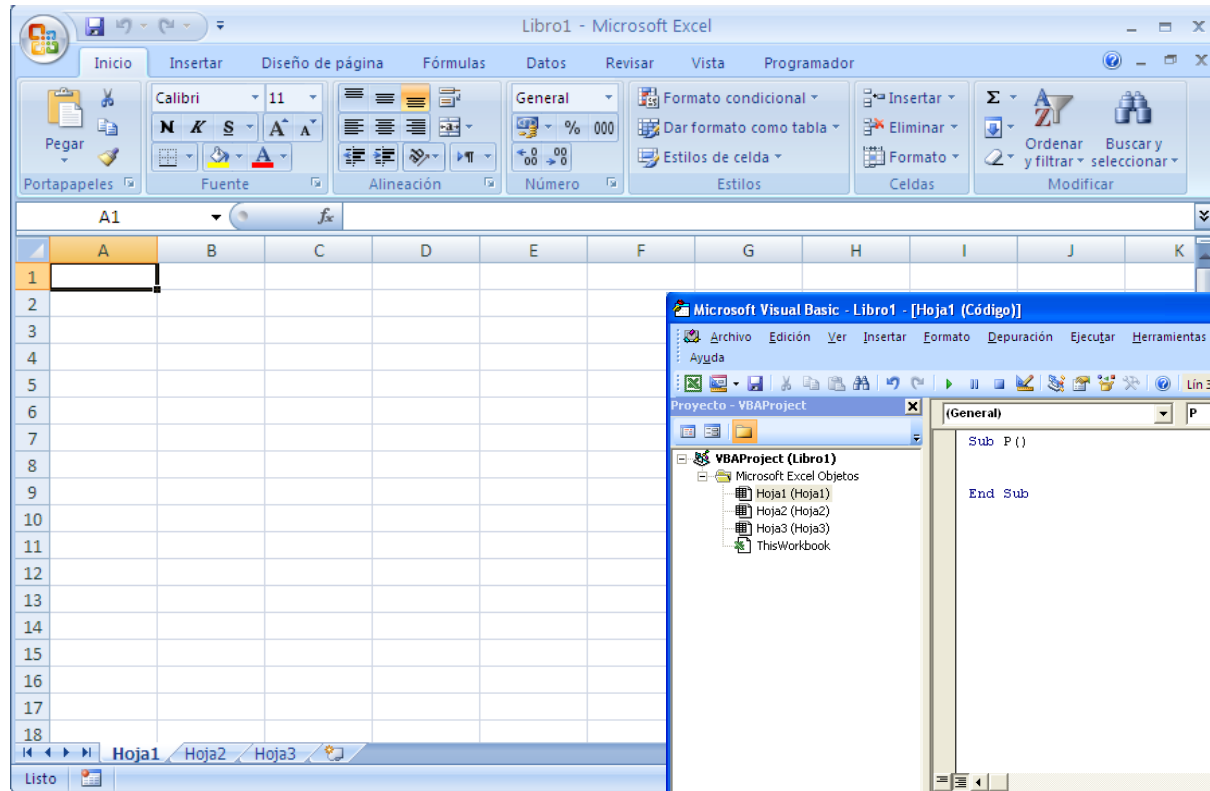 Libro1 - Microsoft Excel
Inicio Insertar Diseño de página Fórmulas Datos Revisar Vista Programador
Calibri 11 General Formato condicional Insertar Σ
N K S A A % 000 Dar formato como tabla Eliminar
Pegar A Estilos de celda Formato Ordenar y filtrar Buscar y seleccionar
Portapapeles Fuente Alineación Número Estilos Celdas Modificar
A1 fx
A B C D E F G H I J K
1
2
3
4
5
6
7
8
9
10
11
12
13
14
15
16
17
18
Hoja1 Hoja2 Hoja3
Listo
Microsoft Visual Basic - Libro1 - [Hoja1 (Código)]
Archivo Edición Ver Insertar Formato Depuración Ejecutar Herramientas
Ayuda
Lín 3
Proyecto - VBAProject
(General) P
VBAProject (Libro1)
Microsoft Excel Objetos
Hoja1 (Hoja1)
Hoja2 (Hoja2)
Hoja3 (Hoja3)
ThisWorkbook
Sub P()
End Sub